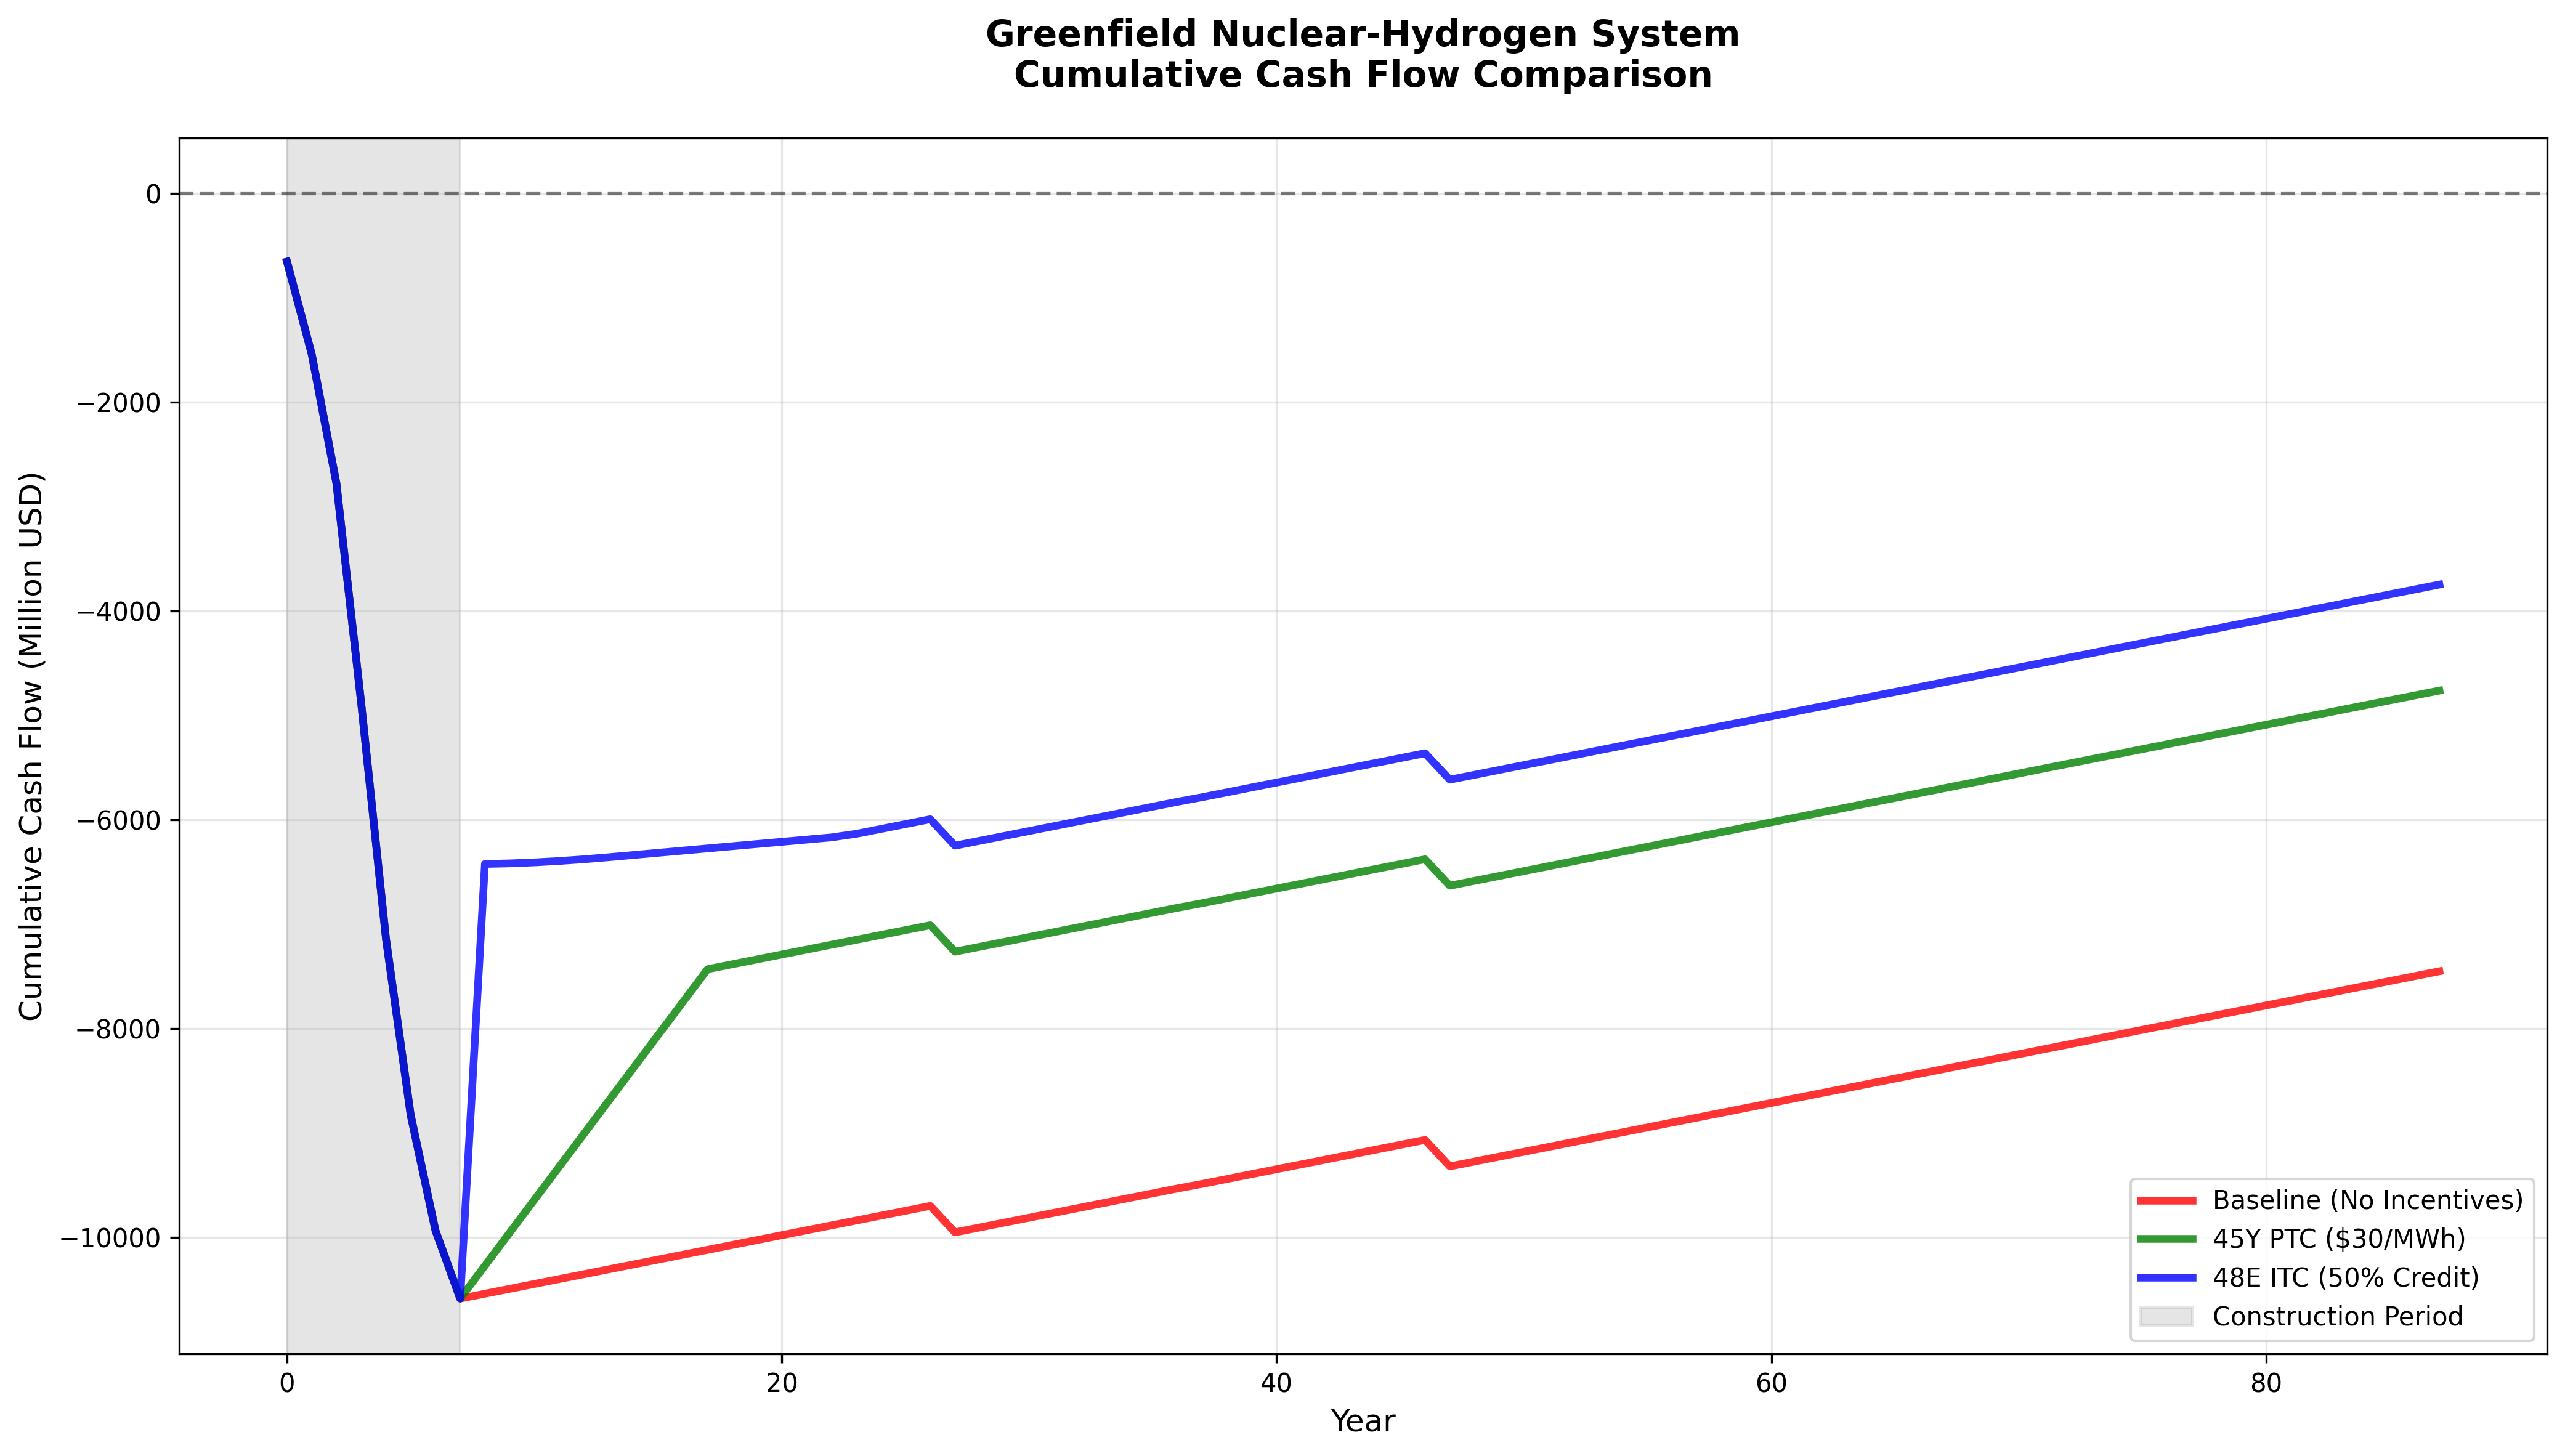 Greenfield Nuclear-Hydrogen System
Cumulative Cash Flow Comparison
Cumulative Cash Flow (Million USD)
0
−2000
−4000
−6000
−8000
−10000
0
20
40
60
80
Year
Baseline (No Incentives)
45Y PTC ($30/MWh)
48E ITC (50% Credit)
Construction Period